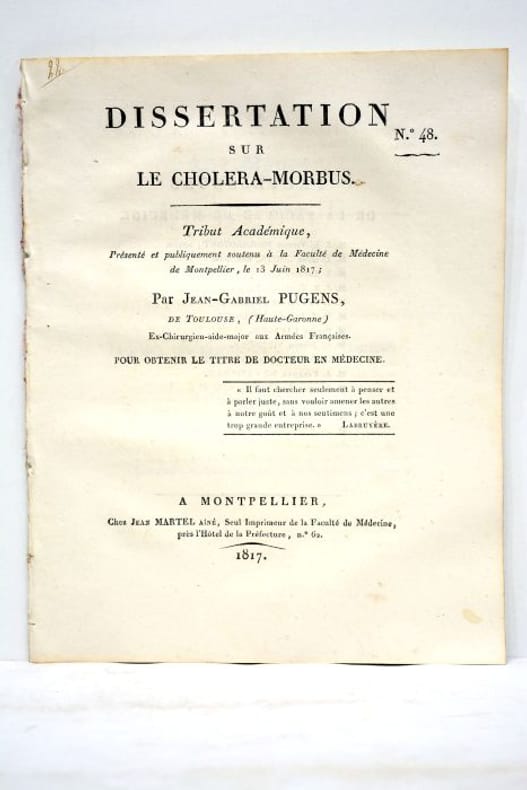 DISSERTATION
N.º 48.
SUR
LE CHOLERA-MORBUS.
Tribut Académique,
Présenté et publiquement soutenu à la Faculté de Médecine
de Montpellier, le 13 Juin 1817;
Par JEAN-GABRIEL PUGENS,
DE TOULOUSE, (Haute-Garonne)
Ex-Chirurgien-aide-major aux Armées Françaises.
POUR OBTENIR LE TITRE DE DOCTEUR EN MÉDECINE.
« Il faut chercher seulement à penser et
à parler juste, sans vouloir amener les autres
à notre goût et à nos sentimens; c'est une
trop grande entreprise. » LABRUYÈRE.
A MONTPELLIER,
Chez JEAN MARTEL AÎNÉ, Seul Imprimeur de la Faculté de Médecine,
près l'Hôtel de la Préfecture, n.º 62.
1817.